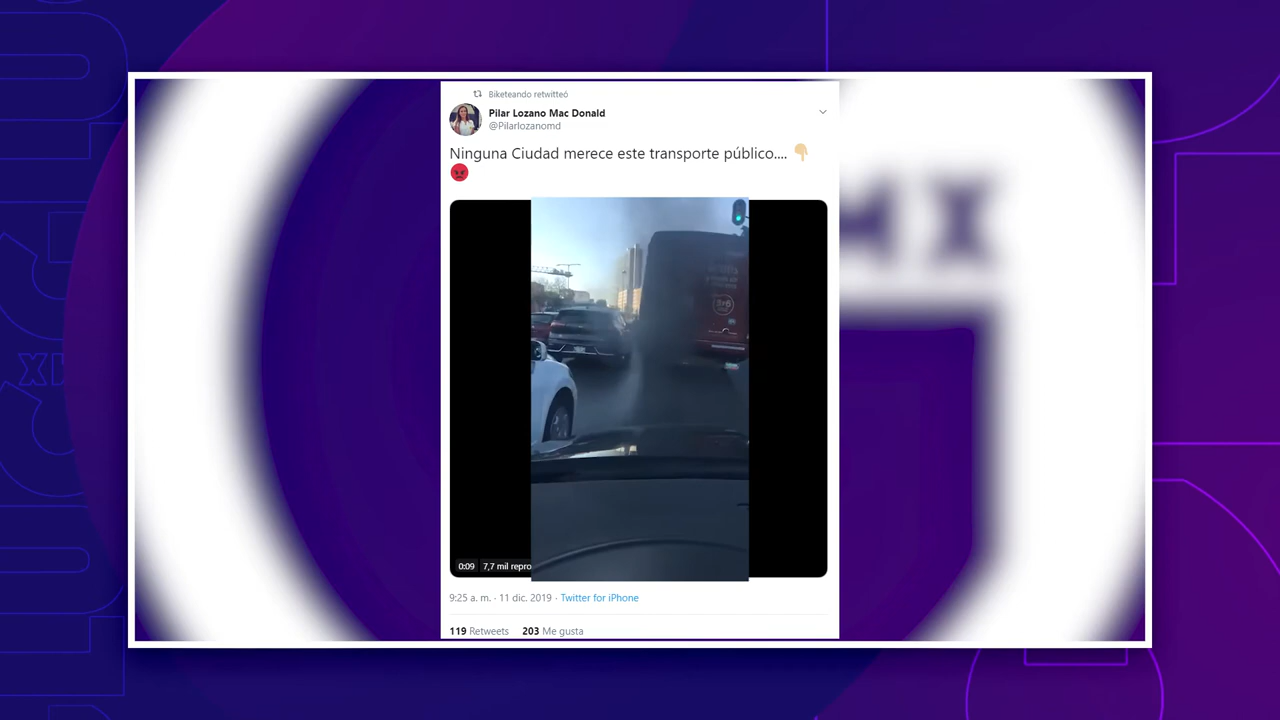 Biketeando retwitteó
Pilar Lozano Mac Donald
@Pilarlozanomd
Ninguna Ciudad merece este transporte público.... 👇🏼
😡
0:09 7,7 mil repro
9:25 a. m. · 11 dic. 2019 · Twitter for iPhone
119 Retweets 203 Me gusta
MX